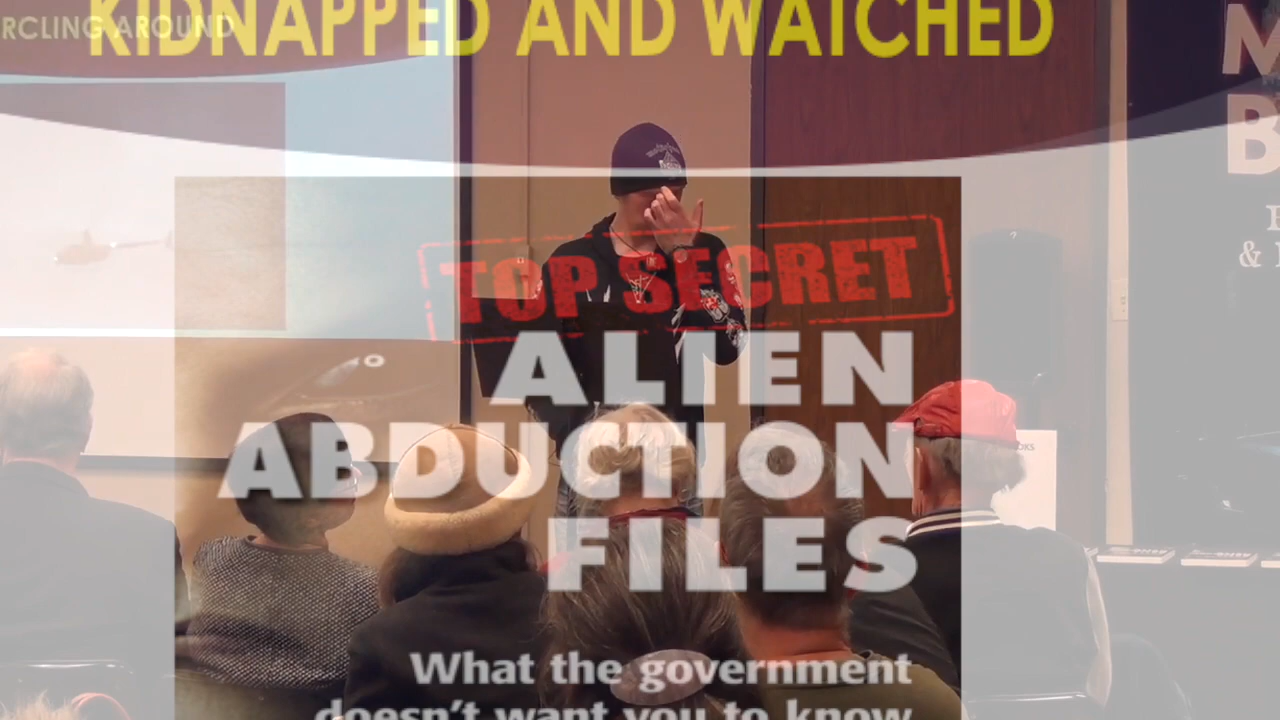 RCLING AROUND
KIDNAPPED AND WATCHED
M
B
&
TOP SECRET
ALIEN
ABDUCTION
FILES
What the government
doesn't want you to know